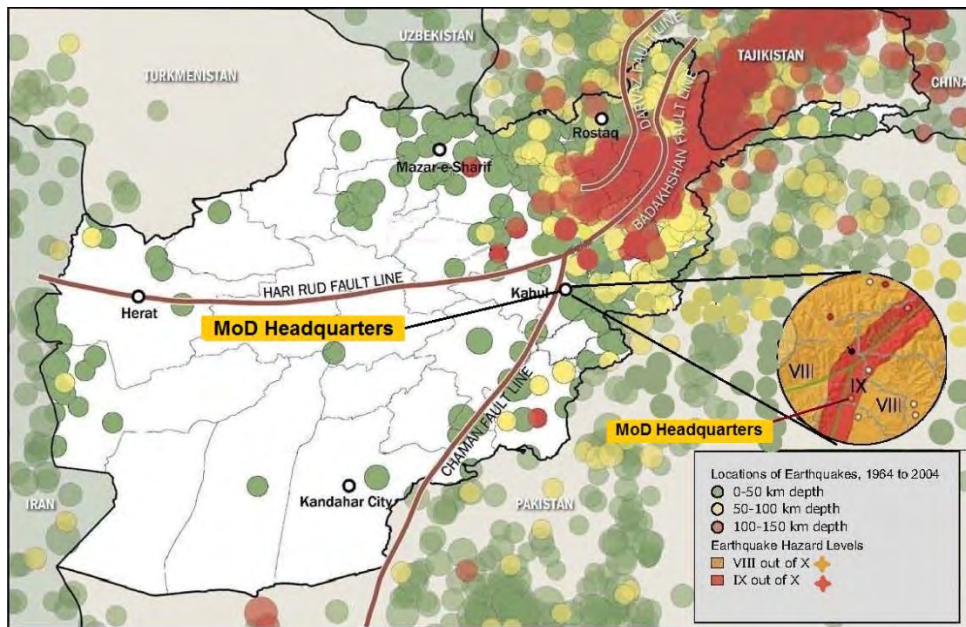 UZBEKISTAN
TURKMENISTAN
TAJIKISTAN
CHINA
DARVAZ FAULT LINE
Rostaq
Mazar-e-Sharif
BADAKHSHAN FAULT LINE
HARI RUD FAULT LINE
Herat
Kabul
MoD Headquarters
VIII
IX
VIII
MoD Headquarters
CHAMAN FAULT LINE
Kandahar City
IRAN
PAKISTAN
Locations of Earthquakes, 1964 to 2004
0-50 km depth
50-100 km depth
100-150 km depth
Earthquake Hazard Levels
VIII out of X
IX out of X